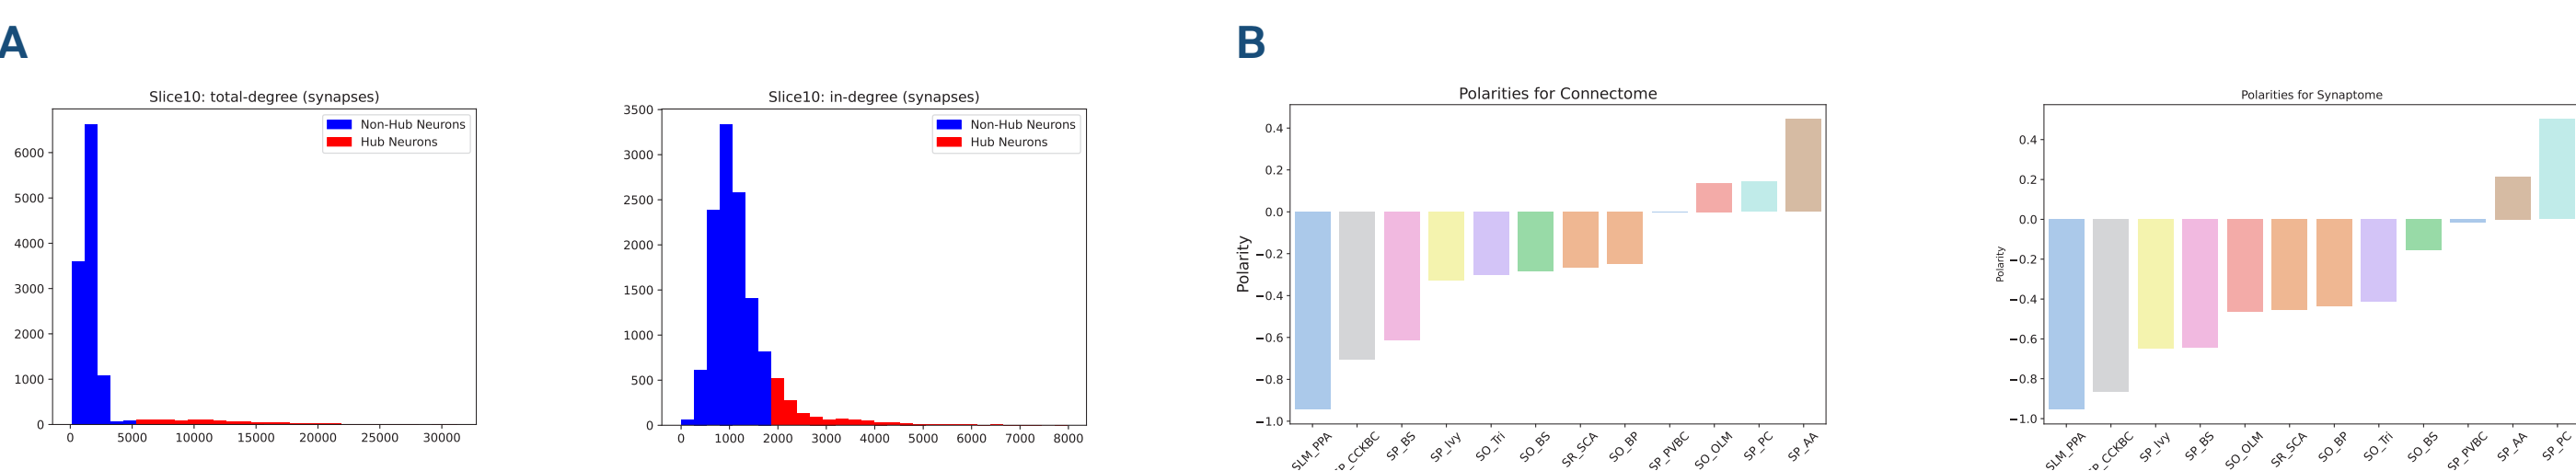 A
B
Slice10: total-degree (synapses)
Non-Hub Neurons
Hub Neurons
6000
5000
4000
3000
2000
1000
0
0 5000 10000 15000 20000 25000 30000
Slice10: in-degree (synapses)
Non-Hub Neurons
Hub Neurons
3500
3000
2500
2000
1500
1000
500
0
0 1000 2000 3000 4000 5000 6000 7000 8000
Polarities for Connectome
Polarity
0.4
0.2
0.0
−0.2
−0.4
−0.6
−0.8
−1.0
SLM_PPA
P_CCKBC
SP_BS
SP_Ivy
SO_Tri
SO_BS
SR_SCA
SO_BP
SP_PVBC
SO_OLM
SP_PC
SP_AA
Polarities for Synaptome
Polarity
0.4
0.2
0.0
−0.2
−0.4
−0.6
−0.8
−1.0
SLM_PPA
P_CCKBC
SP_Ivy
SP_BS
SO_OLM
SR_SCA
SO_BP
SO_Tri
SO_BS
SP_PVBC
SP_AA
SP_PC